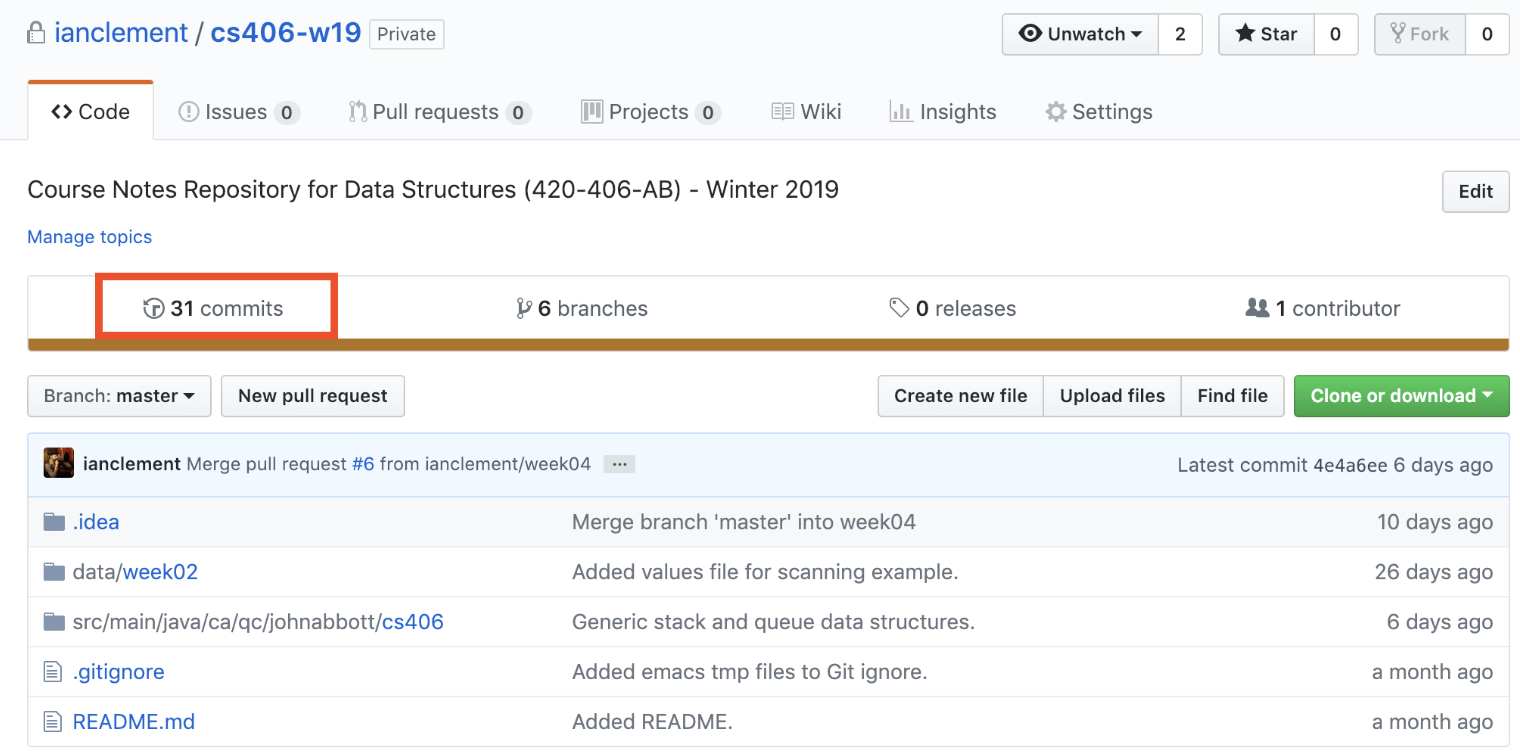 ianclement / cs406-w19 Private Unwatch 2 Star 0 Fork 0
Code Issues 0 Pull requests 0 Projects 0 Wiki Insights Settings
Course Notes Repository for Data Structures (420-406-AB) - Winter 2019 Edit
Manage topics
31 commits 6 branches 0 releases 1 contributor
Branch: master New pull request Create new file Upload files Find file Clone or download
ianclement Merge pull request #6 from ianclement/week04 ... Latest commit 4e4a6ee 6 days ago
.idea Merge branch 'master' into week04 10 days ago
data/week02 Added values file for scanning example. 26 days ago
src/main/java/ca/qc/johnabbott/cs406 Generic stack and queue data structures. 6 days ago
.gitignore Added emacs tmp files to Git ignore. a month ago
README.md Added README. a month ago